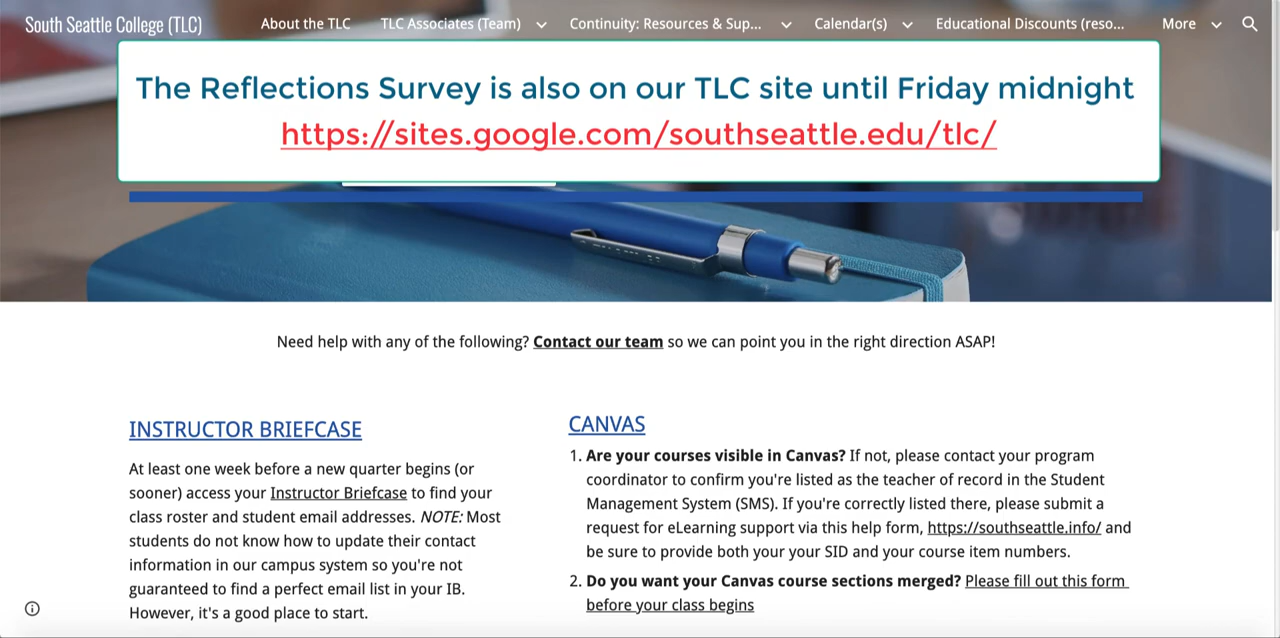 South Seattle College (TLC)
About the TLC
TLC Associates (Team)
Continuity: Resources & Sup...
Calendar(s)
Educational Discounts (reso...
More
The Reflections Survey is also on our TLC site until Friday midnight
https://sites.google.com/southseattle.edu/tlc/
Need help with any of the following? Contact our team so we can point you in the right direction ASAP!
INSTRUCTOR BRIEFCASE
At least one week before a new quarter begins (or
sooner) access your Instructor Briefcase to find your
class roster and student email addresses. NOTE: Most
students do not know how to update their contact
information in our campus system so you're not
guaranteed to find a perfect email list in your IB.
However, it's a good place to start.
CANVAS
1. Are your courses visible in Canvas? If not, please contact your program
coordinator to confirm you're listed as the teacher of record in the Student
Management System (SMS). If you're correctly listed there, please submit a
request for eLearning support via this help form, https://southseattle.info/ and
be sure to provide both your your SID and your course item numbers.
2. Do you want your Canvas course sections merged? Please fill out this form
before your class begins